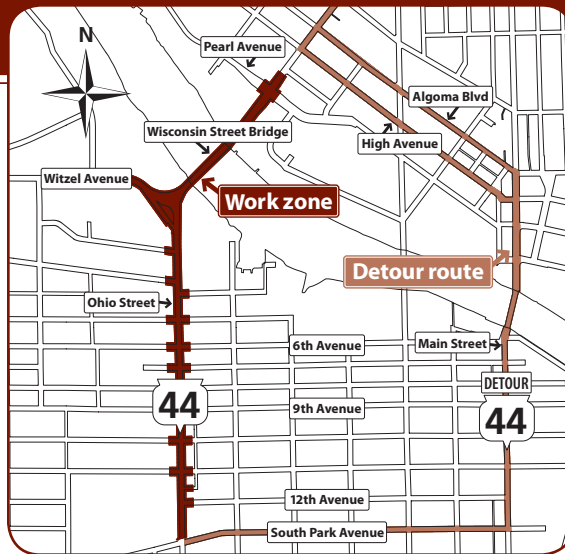 N
Pearl Avenue
Algoma Blvd
Wisconsin Street Bridge
High Avenue
Witzel Avenue
Work zone
Detour route
Ohio Street
6th Avenue
Main Street
DETOUR
44
9th Avenue
44
12th Avenue
South Park Avenue